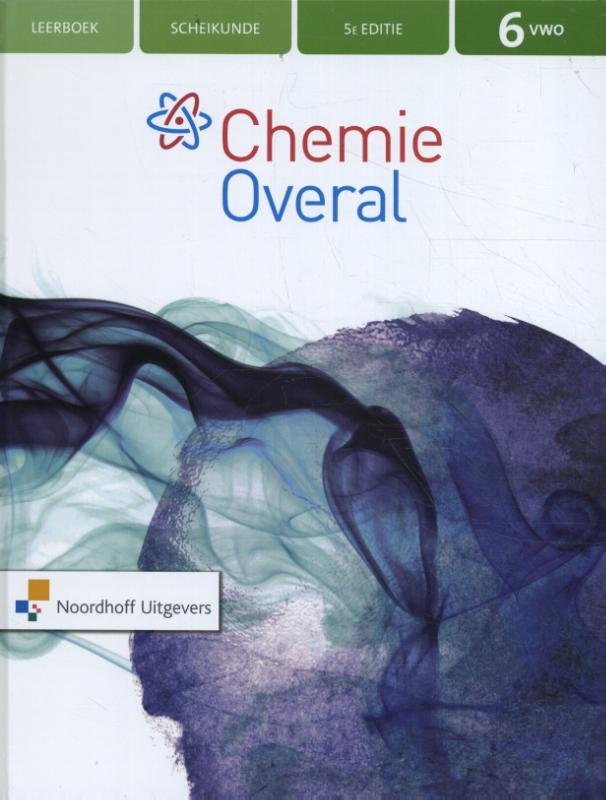 LEERBOEK
SCHEIKUNDE
5E EDITIE
6 VWO
Chemie
Overal
Noordhoff Uitgevers